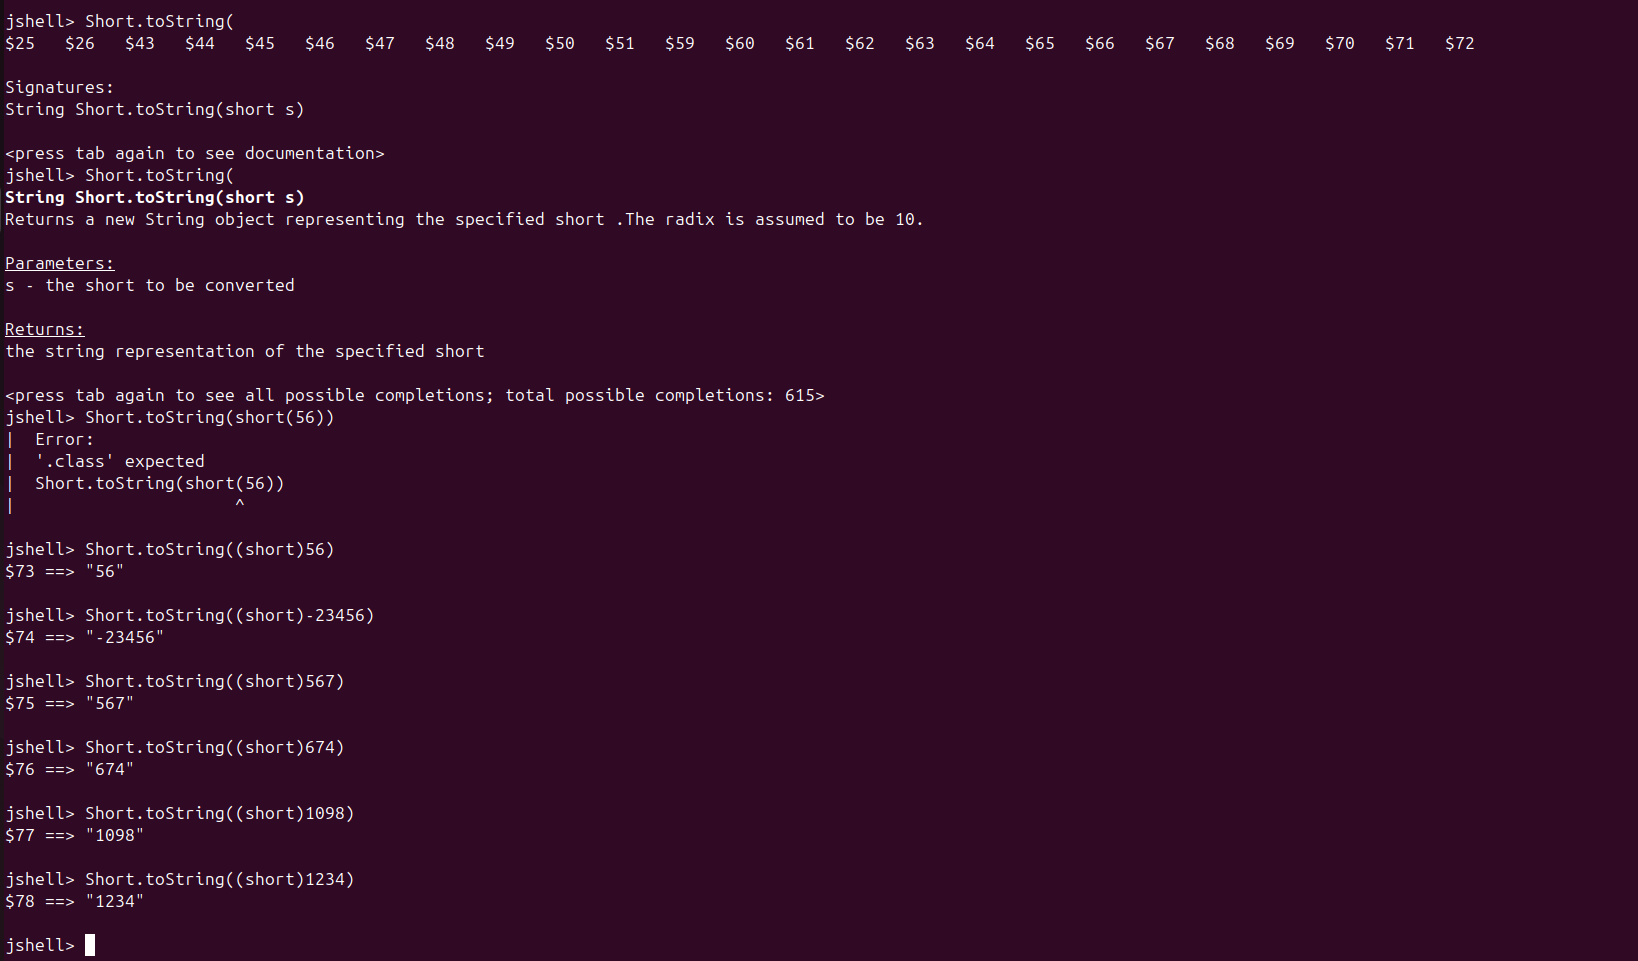 jshell> Short.toString(
$25   $26   $43   $44   $45   $46   $47   $48   $49   $50   $51   $59   $60   $61   $62   $63   $64   $65   $66   $67   $68   $69   $70   $71   $72
Signatures:
String Short.toString(short s)
<press tab again to see documentation>
jshell> Short.toString(
String Short.toString(short s)
Returns a new String object representing the specified short .The radix is assumed to be 10.
Parameters:
s - the short to be converted
Returns:
the string representation of the specified short
<press tab again to see all possible completions; total possible completions: 615>
jshell> Short.toString(short(56))
|  Error:
|  '.class' expected
|  Short.toString(short(56))
|                      ^
jshell> Short.toString((short)56)
$73 ==> "56"
jshell> Short.toString((short)-23456)
$74 ==> "-23456"
jshell> Short.toString((short)567)
$75 ==> "567"
jshell> Short.toString((short)674)
$76 ==> "674"
jshell> Short.toString((short)1098)
$77 ==> "1098"
jshell> Short.toString((short)1234)
$78 ==> "1234"
jshell>